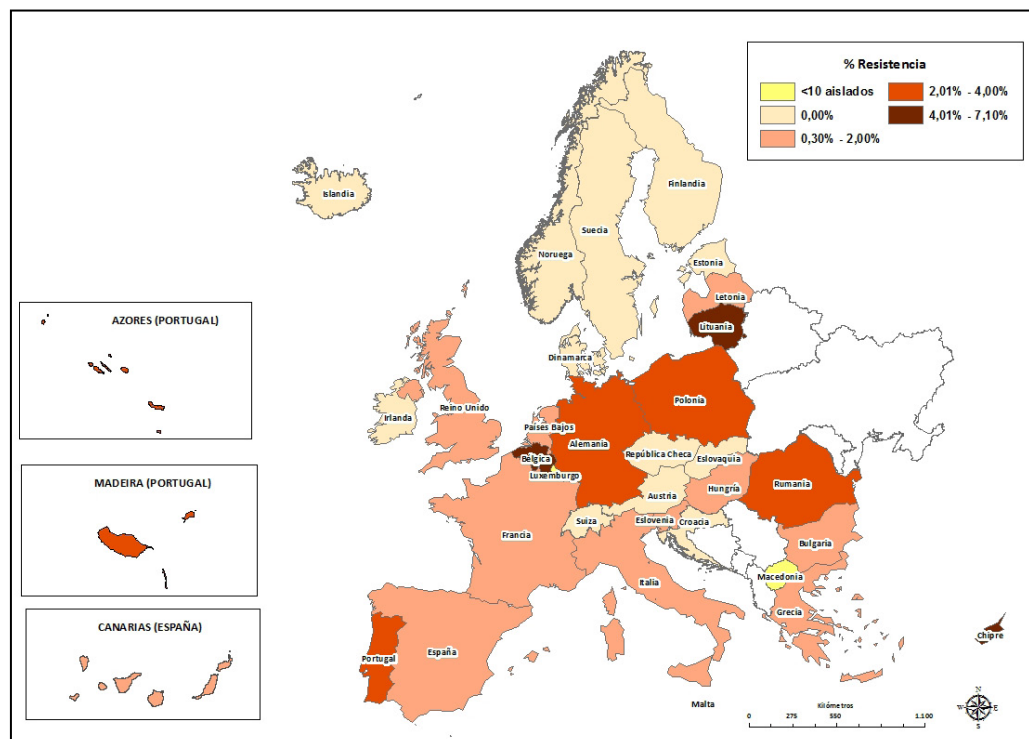 % Resistencia
<10 aislados
2,01% - 4,00%
0,00%
4,01% - 7,10%
0,30% - 2,00%
Islandia
Finlandia
Suecia
Noruega
Estonia
Letonia
Lituania
AZORES (PORTUGAL)
Dinamarca
Polonia
Irlanda
Reino Unido
Países Bajos
Alemania
Bélgica
República Checa
Eslovaquia
Luxemburgo
MADEIRA (PORTUGAL)
Hungría
Rumanía
Austria
Suiza
Eslovenia
Croacia
Francia
Bulgaria
Macedonia
Italia
Grecia
CANARIAS (ESPAÑA)
Chipre
España
Portugal
Malta
Kilómetros
0 275 550 1.100
N
W E
S